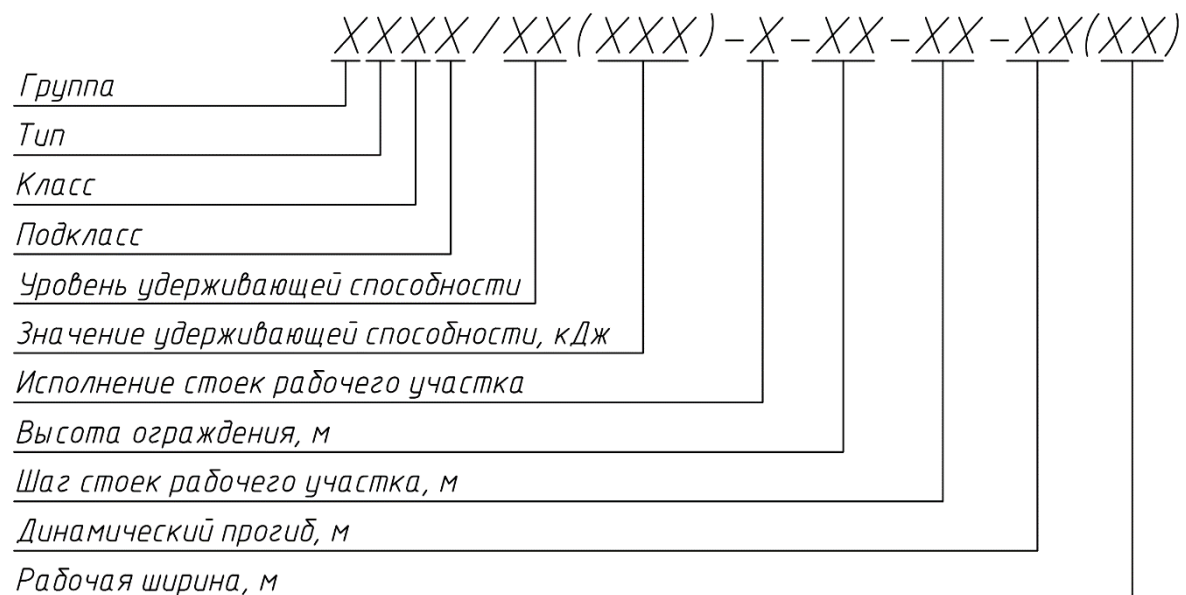 XXXX/XX(XXX)-X-XX-XX-XX(XX)
Группа
Тип
Класс
Подкласс
Уровень удерживающей способности
Значение удерживающей способности, кДж
Исполнение стоек рабочего участка
Высота ограждения, м
Шаг стоек рабочего участка, м
Динамический прогиб, м
Рабочая ширина, м